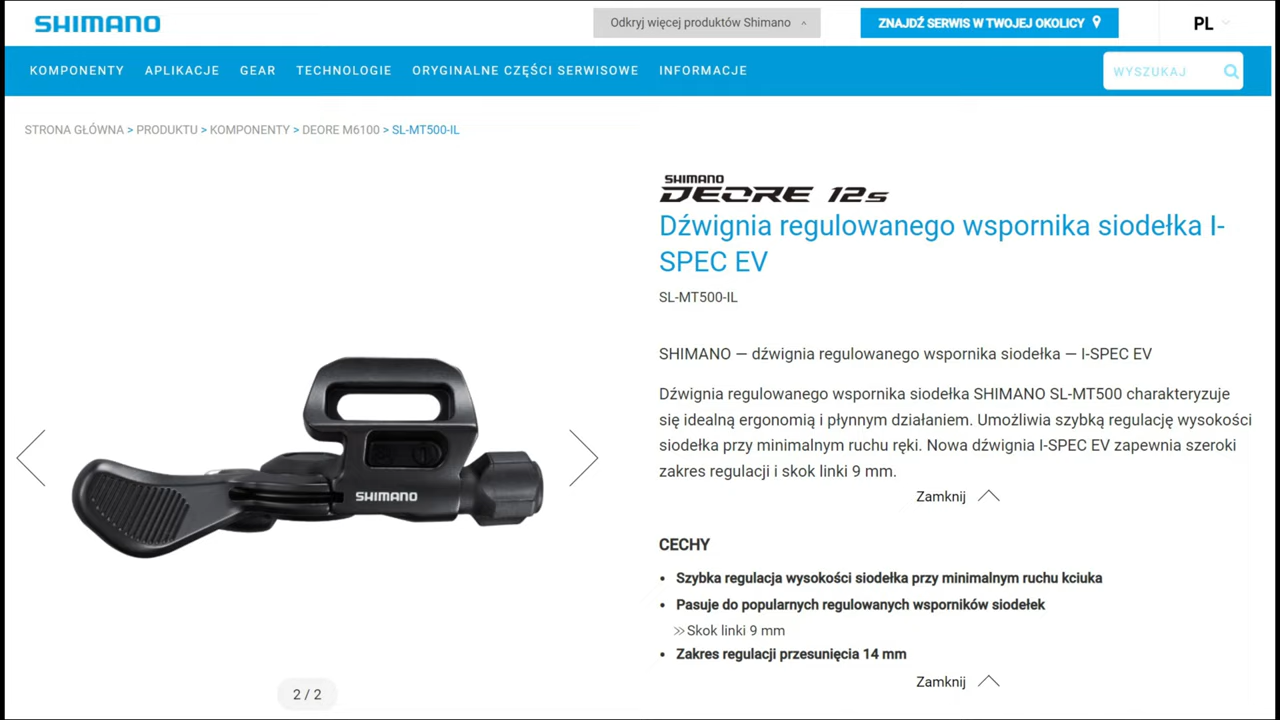 SHIMANO
Odkryj więcej produktów Shimano
ZNAJDŹ SERWIS W TWOJEJ OKOLICY
PL
KOMPONENTY APLIKACJE GEAR TECHNOLOGIE ORYGINALNE CZĘŚCI SERWISOWE INFORMACJE
WYSZUKAJ
STRONA GŁÓWNA > PRODUKTU > KOMPONENTY > DEORE M6100 > SL-MT500-IL
SHIMANO
DEORE 12s
Dźwignia regulowanego wspornika siodełka I-
SPEC EV
SL-MT500-IL
SHIMANO — dźwignia regulowanego wspornika siodełka — I-SPEC EV
Dźwignia regulowanego wspornika siodełka SHIMANO SL-MT500 charakteryzuje
się idealną ergonomią i płynnym działaniem. Umożliwia szybką regulację wysokości
siodełka przy minimalnym ruchu ręki. Nowa dźwignia I-SPEC EV zapewnia szeroki
zakres regulacji i skok linki 9 mm.
Zamknij
SHIMANO
CECHY
• Szybka regulacja wysokości siodełka przy minimalnym ruchu kciuka
• Pasuje do popularnych regulowanych wsporników siodełek
>> Skok linki 9 mm
• Zakres regulacji przesunięcia 14 mm
Zamknij
2 / 2